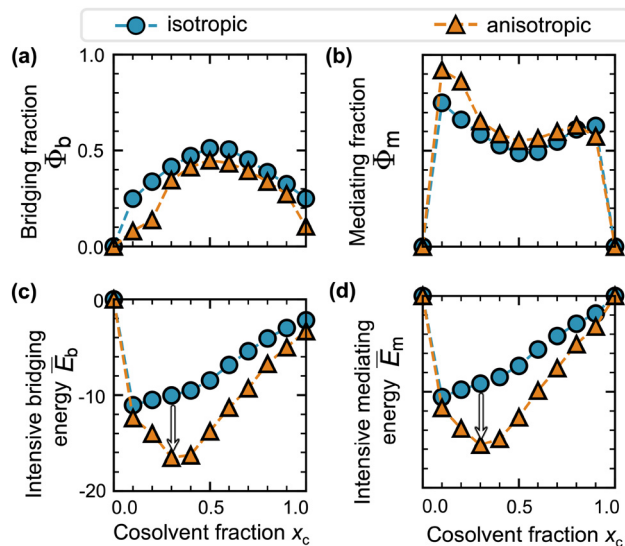 isotropic
anisotropic
(a)
(b)
1.0
0.5
0.0
Bridging fraction
Φb
Mediating fraction
Φm
(c)
(d)
0
-10
-20
Intensive bridging
energy E̅b
Intensive mediating
energy E̅m
0.0 0.5 1.0
0.0 0.5 1.0
Cosolvent fraction xc
Cosolvent fraction xc